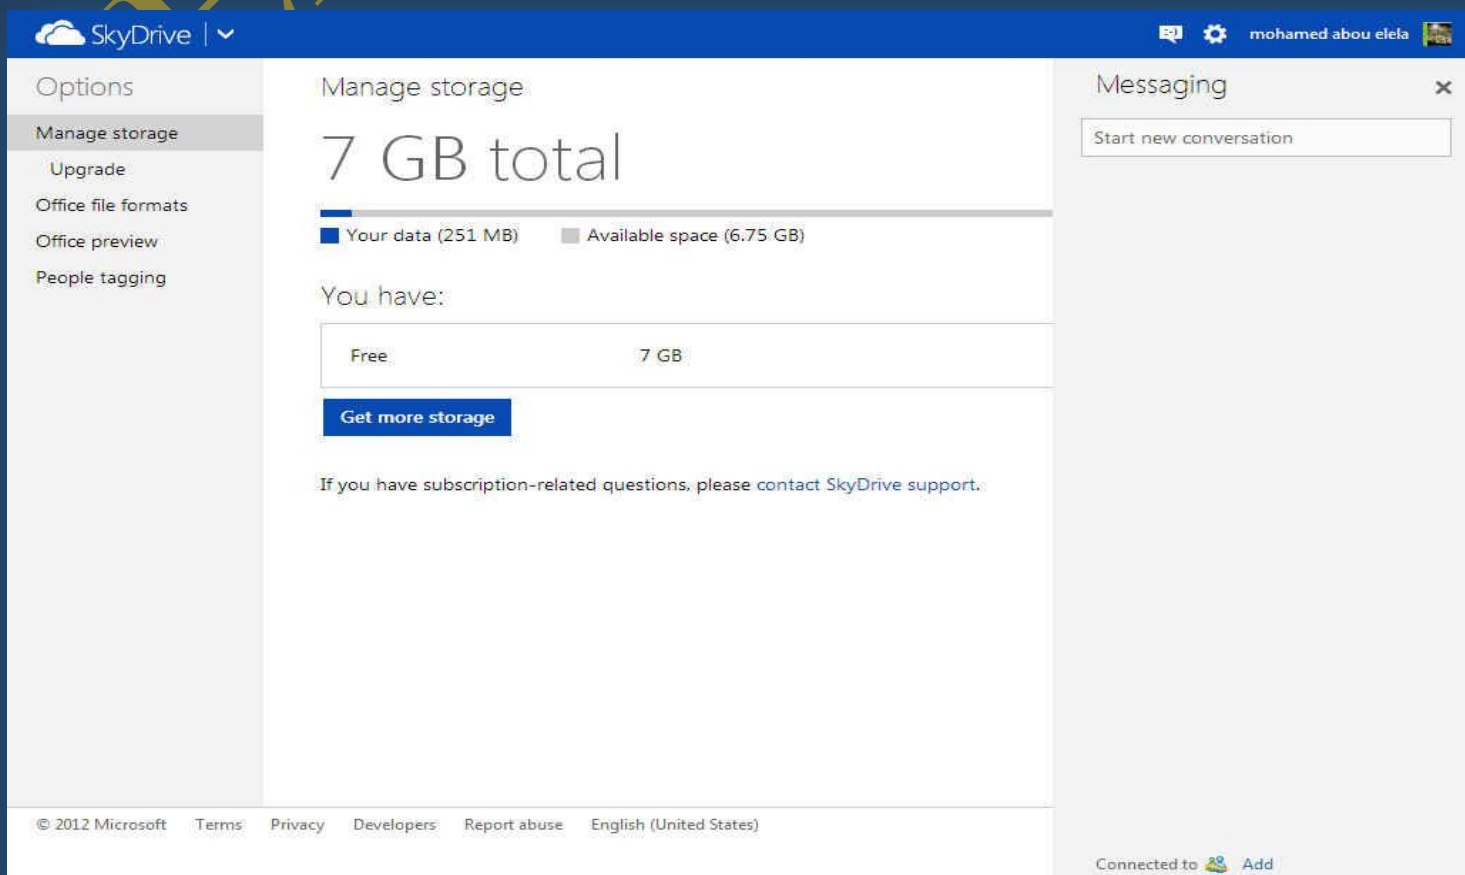 SkyDrive
mohamed abou elela
Options
Manage storage
Upgrade
Office file formats
Office preview
People tagging
Manage storage
7 GB total
Your data (251 MB) Available space (6.75 GB)
You have:
Free 7 GB
Get more storage
If you have subscription-related questions, please contact SkyDrive support.
Messaging
Start new conversation
© 2012 Microsoft Terms Privacy Developers Report abuse English (United States)
Connected to Add